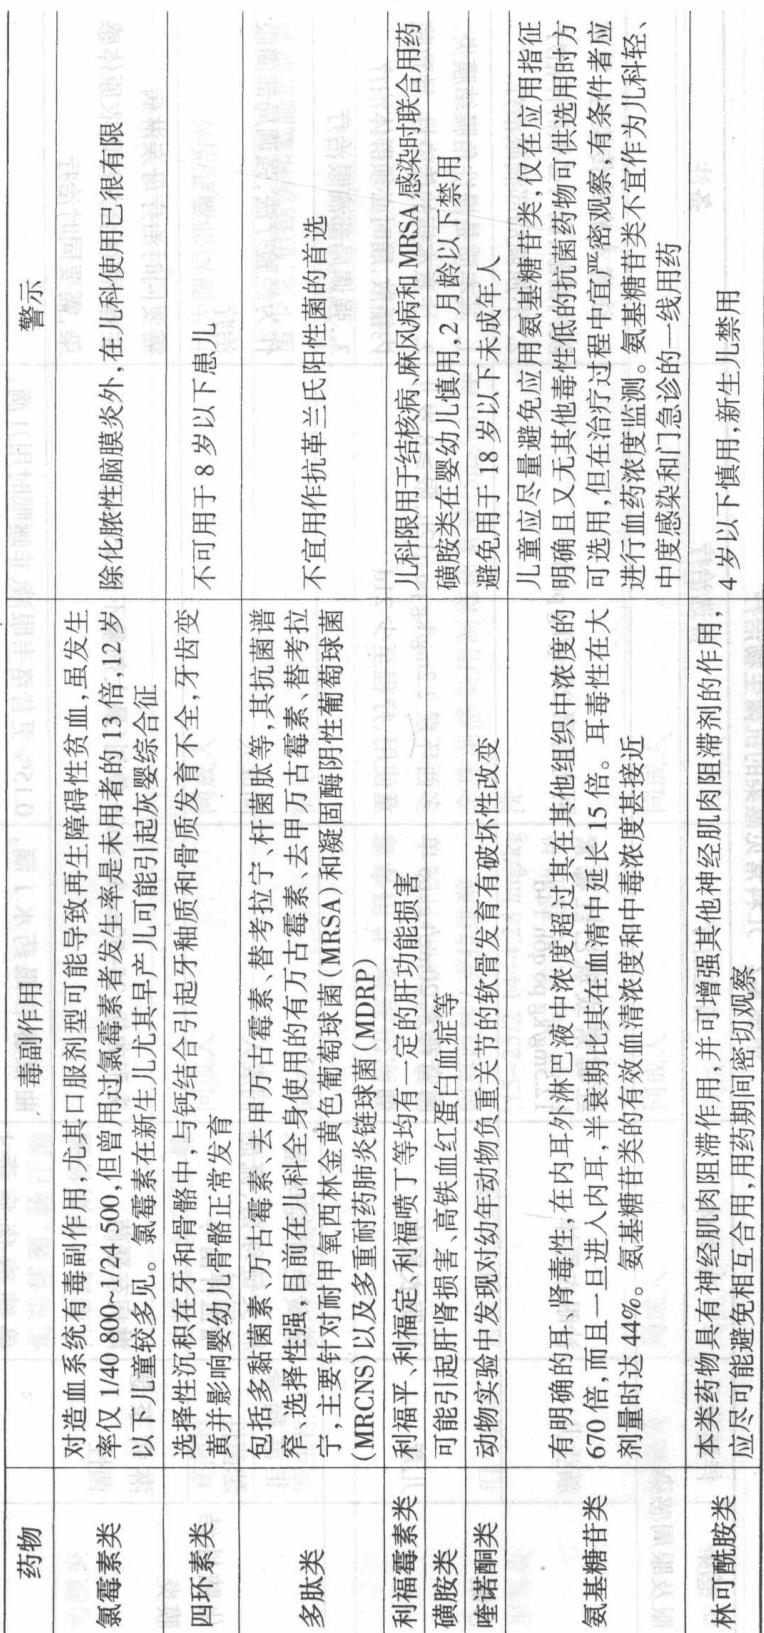 药物 毒副作用 警示
氯霉素类
对造血系统有毒副作用,尤其口服剂型可能导致再生障碍性贫血,虽发生
率仅 1/40 800~1/24 500,但曾用过氯霉素者发生率是未用者的 13 倍,12 岁
以下儿童较多见。氯霉素在新生儿尤其早产儿可能引起灰婴综合征
除化脓性脑膜炎外,在儿科使用已很有限
四环素类
选择性沉积在牙和骨骼中,与钙结合引起牙釉质和骨质发育不全,牙齿变
黄并影响婴幼儿骨骼正常发育
不可用于 8 岁以下患儿
多肽类
包括多黏菌素、万古霉素、去甲万古霉素、替考拉宁、杆菌肽等,其抗菌谱
窄、选择性强,目前在儿科全身使用的有万古霉素、去甲万古霉素、替考拉
宁,主要针对耐甲氧西林金黄色葡萄球菌(MRSA)和凝固酶阴性葡萄球菌
(MRCNS)以及多重耐药肺炎链球菌(MDRP)
不宜用作抗革兰氏阳性菌的首选
利福霉素类
利福平、利福定、利福喷丁等均有一定的肝功能损害
儿科限用于结核病、麻风病和 MRSA 感染时联合用药
磺胺类
可能引起肝肾损害、高铁血红蛋白血症等
磺胺类在婴幼儿慎用,2 月龄以下禁用
喹诺酮类
动物实验中发现对幼年动物负重关节的软骨发育有破坏性改变
避免用于 18 岁以下未成年人
氨基糖苷类
有明确的耳、肾毒性,在内耳外淋巴液中浓度超过其在其他组织中浓度的
670 倍,而且一旦进入内耳,半衰期比其在血清中延长 15 倍。耳毒性在大
剂量时达 44%。氨基糖苷类的有效血清浓度和中毒浓度甚接近
儿童应尽量避免应用氨基糖苷类,仅在应用指征
明确且又无其他毒性低的抗菌药物可供选用时方
可选用,但在治疗过程中宜严密观察,有条件者应
进行血药浓度监测。氨基糖苷类不宜作为儿科轻、
中度感染和门急诊的一线用药
林可酰胺类
本类药物具有神经肌肉阻滞作用,并可增强其他神经肌肉阻滞剂的作用,
应尽可能避免相互合用,用药期间密切观察
4 岁以下慎用,新生儿禁用